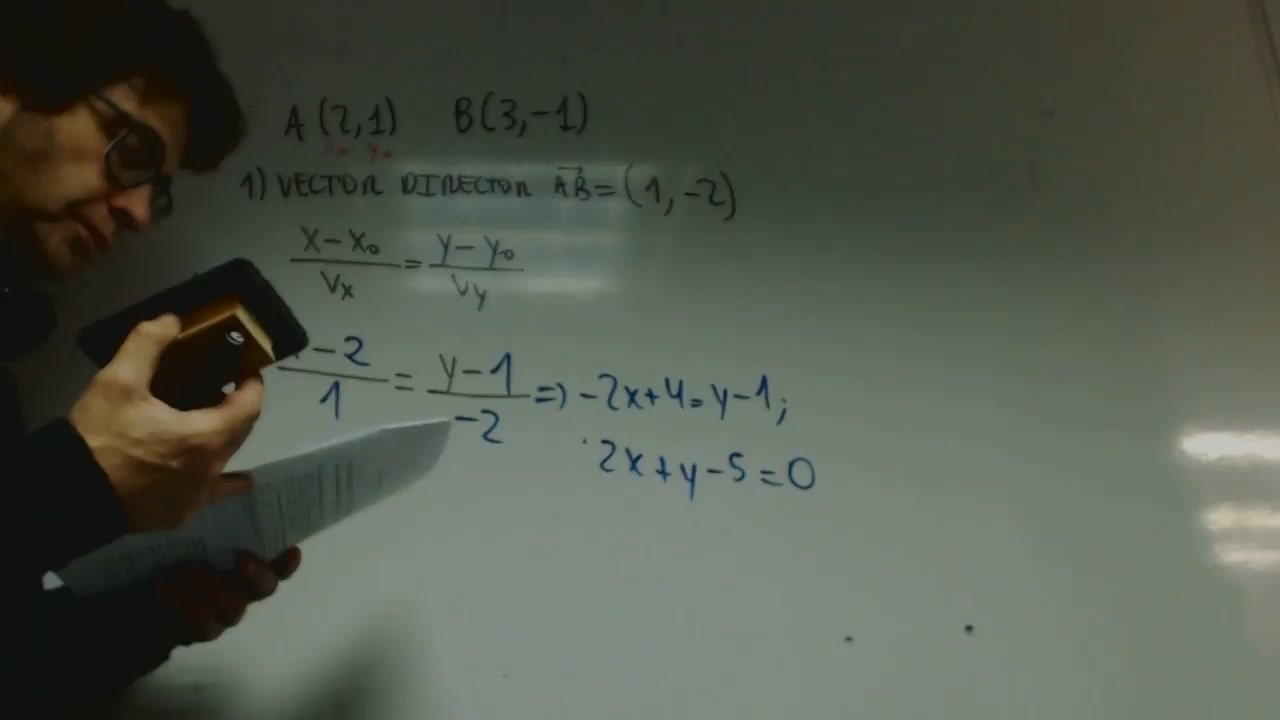 A (2,1) B(3,-1)
x₀ y₀
1) VECTOR DIRECTOR AB⃗ = (1, -2)
x-x₀ / Vx = y-y₀ / Vy
-2 / 1 = y-1 / -2 => -2x+4=y-1;
2x+y-5=0